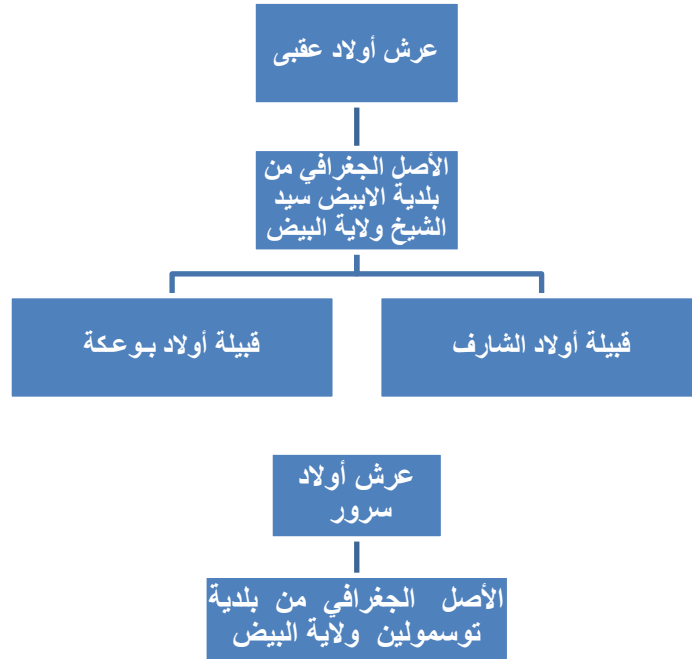 عرش أولاد عقبى
الأصل الجغرافي من
بلدية الابيض سيد
الشيخ ولاية البيض
قبيلة أولاد الشارف
قبيلة أولاد بوعكة
عرش أولاد
سرور
الأصل الجغرافي من بلدية
توسمولين ولاية البيض